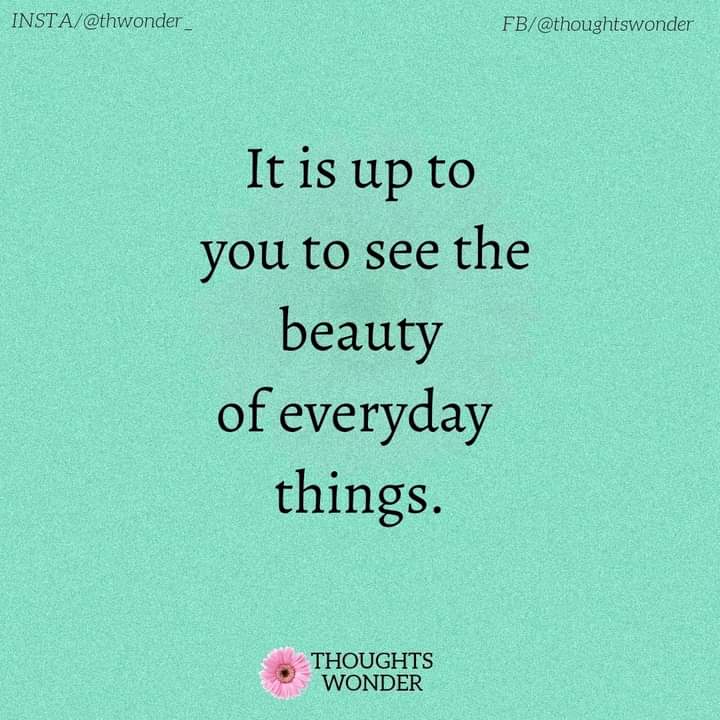 INSTA/@thwonder_
FB/@thoughtswonder
It is up to
you to see the
beauty
of everyday
things.
THOUGHTS
WONDER